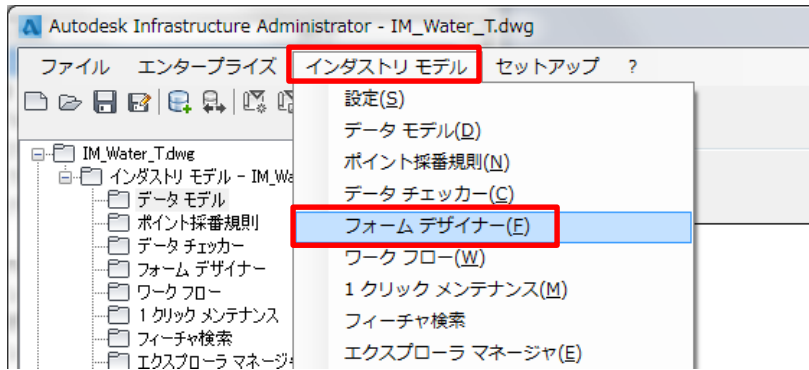 Autodesk Infrastructure Administrator - IM_Water_T.dwg
ファイル エンタープライズ インダストリ モデル セットアップ ?
設定(S)
データ モデル(D)
ポイント採番規則(N)
データ チェッカー(C)
フォーム デザイナー(F)
ワーク フロー(W)
1 クリック メンテナンス(M)
フィーチャ検索
エクスプローラ マネージャ(E)
IM_Water_T.dwg
インダストリ モデル - IM_Wa
データ モデル
ポイント採番規則
データ チェッカー
フォーム デザイナー
ワーク フロー
1 クリック メンテナンス
フィーチャ検索
エクスプローラ マネージャ